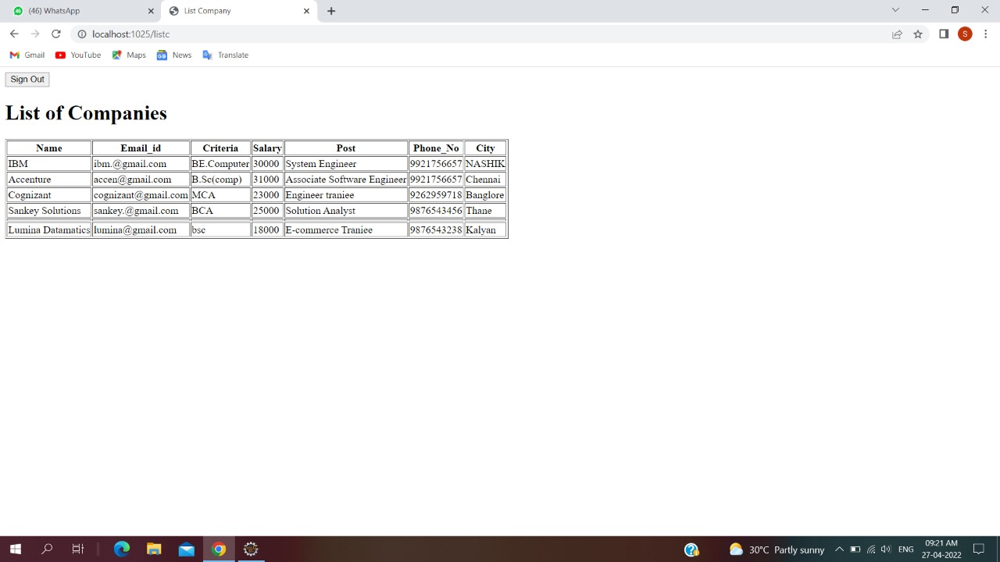 (46) WhatsApp
List Company
localhost:1025/listc
S
Gmail YouTube Maps News Translate
Sign Out
List of Companies
Name Email_id Criteria Salary Post Phone_No City
IBM ibm.@gmail.com BE.Computer 30000 System Engineer 9921756657 NASHIK
Accenture accen@gmail.com B.Sc(comp) 31000 Associate Software Engineer 9921756657 Chennai
Cognizant cognizant@gmail.com MCA 23000 Engineer traniee 9262959718 Banglore
Sankey Solutions sankey.@gmail.com BCA 25000 Solution Analyst 9876543456 Thane
Lumina Datamatics lumina@gmail.com bsc 18000 E-commerce Traniee 9876543238 Kalyan
30°C Partly sunny ENG 09:21 AM
27-04-2022